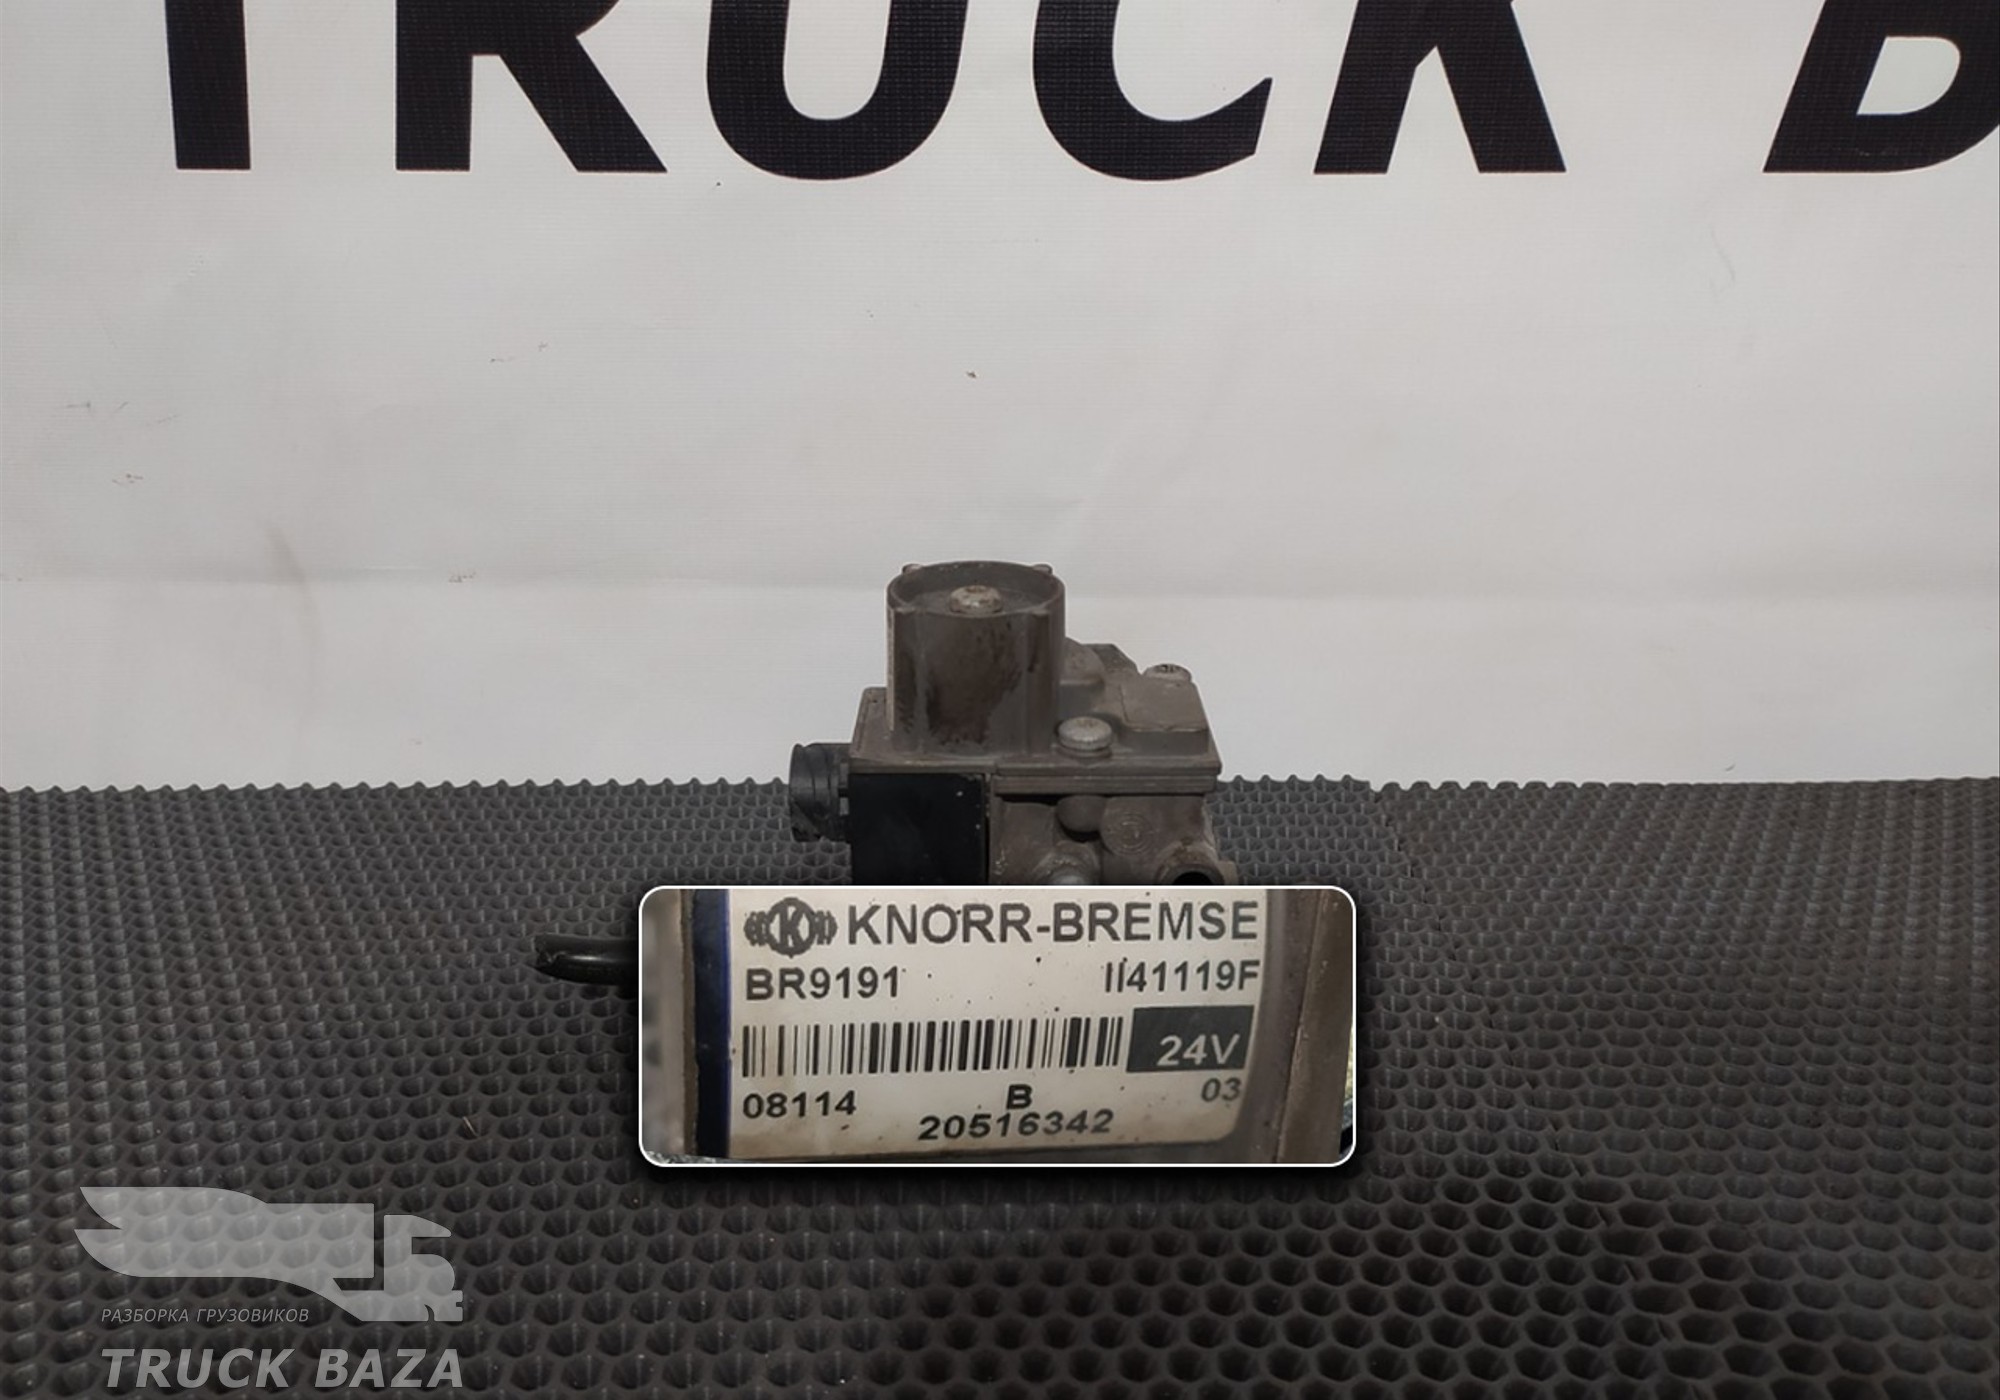 TRUCK B
KNORR-BREMSE
BR9191 II41119F
24V
08114 B 03
20516342
РАЗБОРКА ГРУЗОВИКОВ
TRUCK BAZA